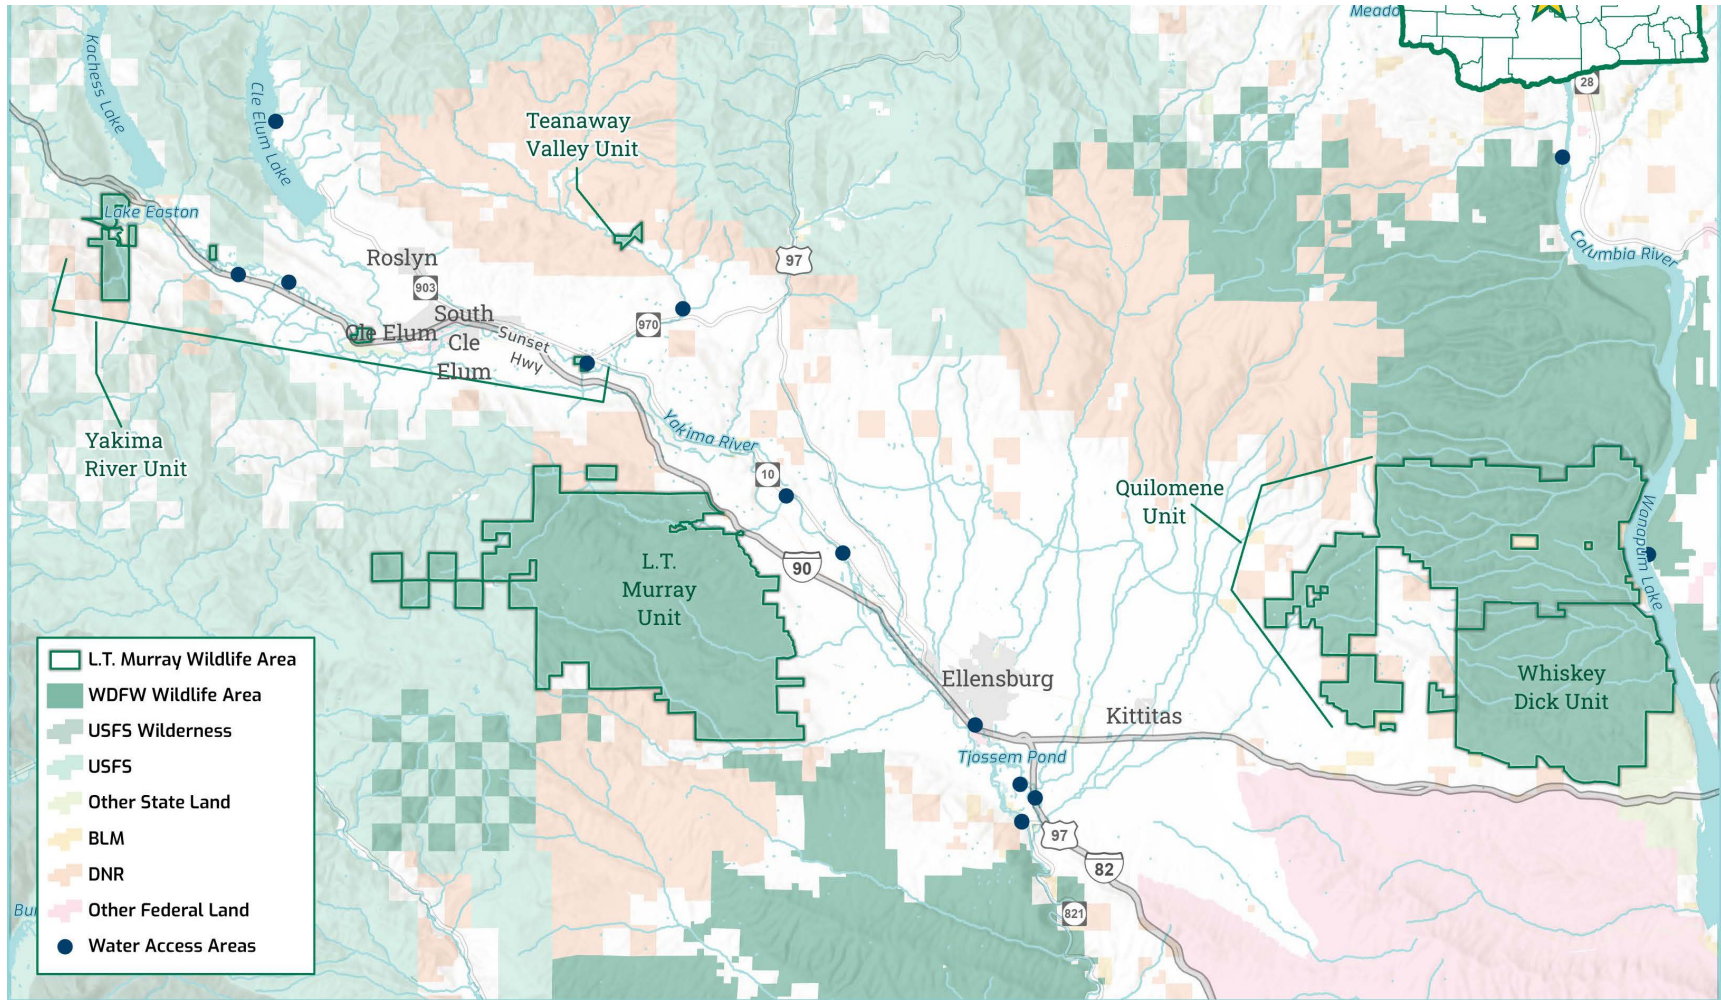 Meado
28
Kachess Lake
Cle Elum Lake
Teanaway
Valley Unit
Lake Easton
Columbia River
Roslyn
97
903
South
Cle
Elum
Cle Elum
Sunset
Hwy
970
Yakima
River Unit
Yakima River
10
Quilomene
Unit
Wanapum Lake
L.T.
Murray
Unit
90
Ellensburg
Kittitas
Whiskey
Dick Unit
Tjossem Pond
97
82
821
Bu
L.T. Murray Wildlife Area
WDFW Wildlife Area
USFS Wilderness
USFS
Other State Land
BLM
DNR
Other Federal Land
Water Access Areas